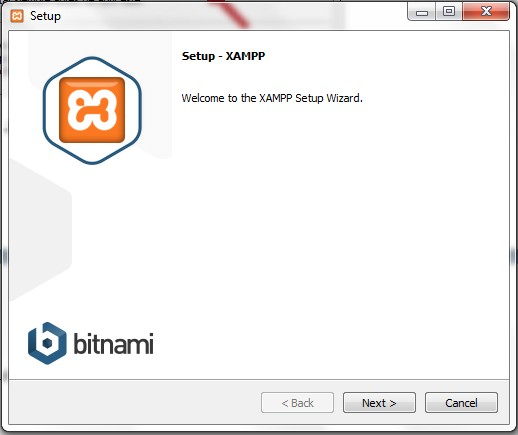 Setup
Setup - XAMPP
Welcome to the XAMPP Setup Wizard.
bitnami
< Back
Next >
Cancel